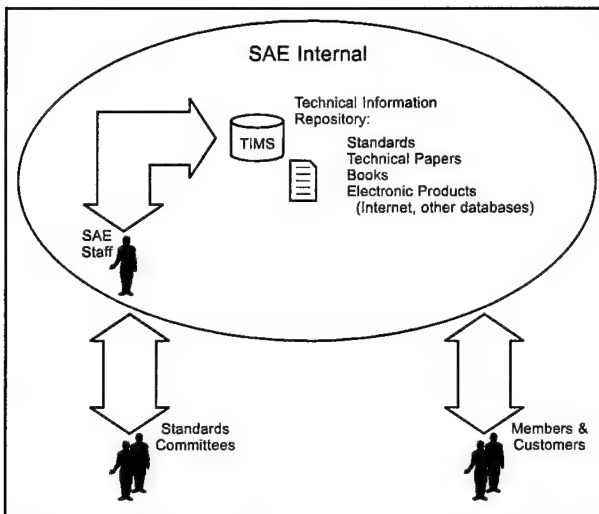 SAE Internal
Technical Information
Repository:
TIMS
Standards
Technical Papers
Books
Electronic Products
(Internet, other databases)
SAE
Staff
Standards
Committees
Members &
Customers